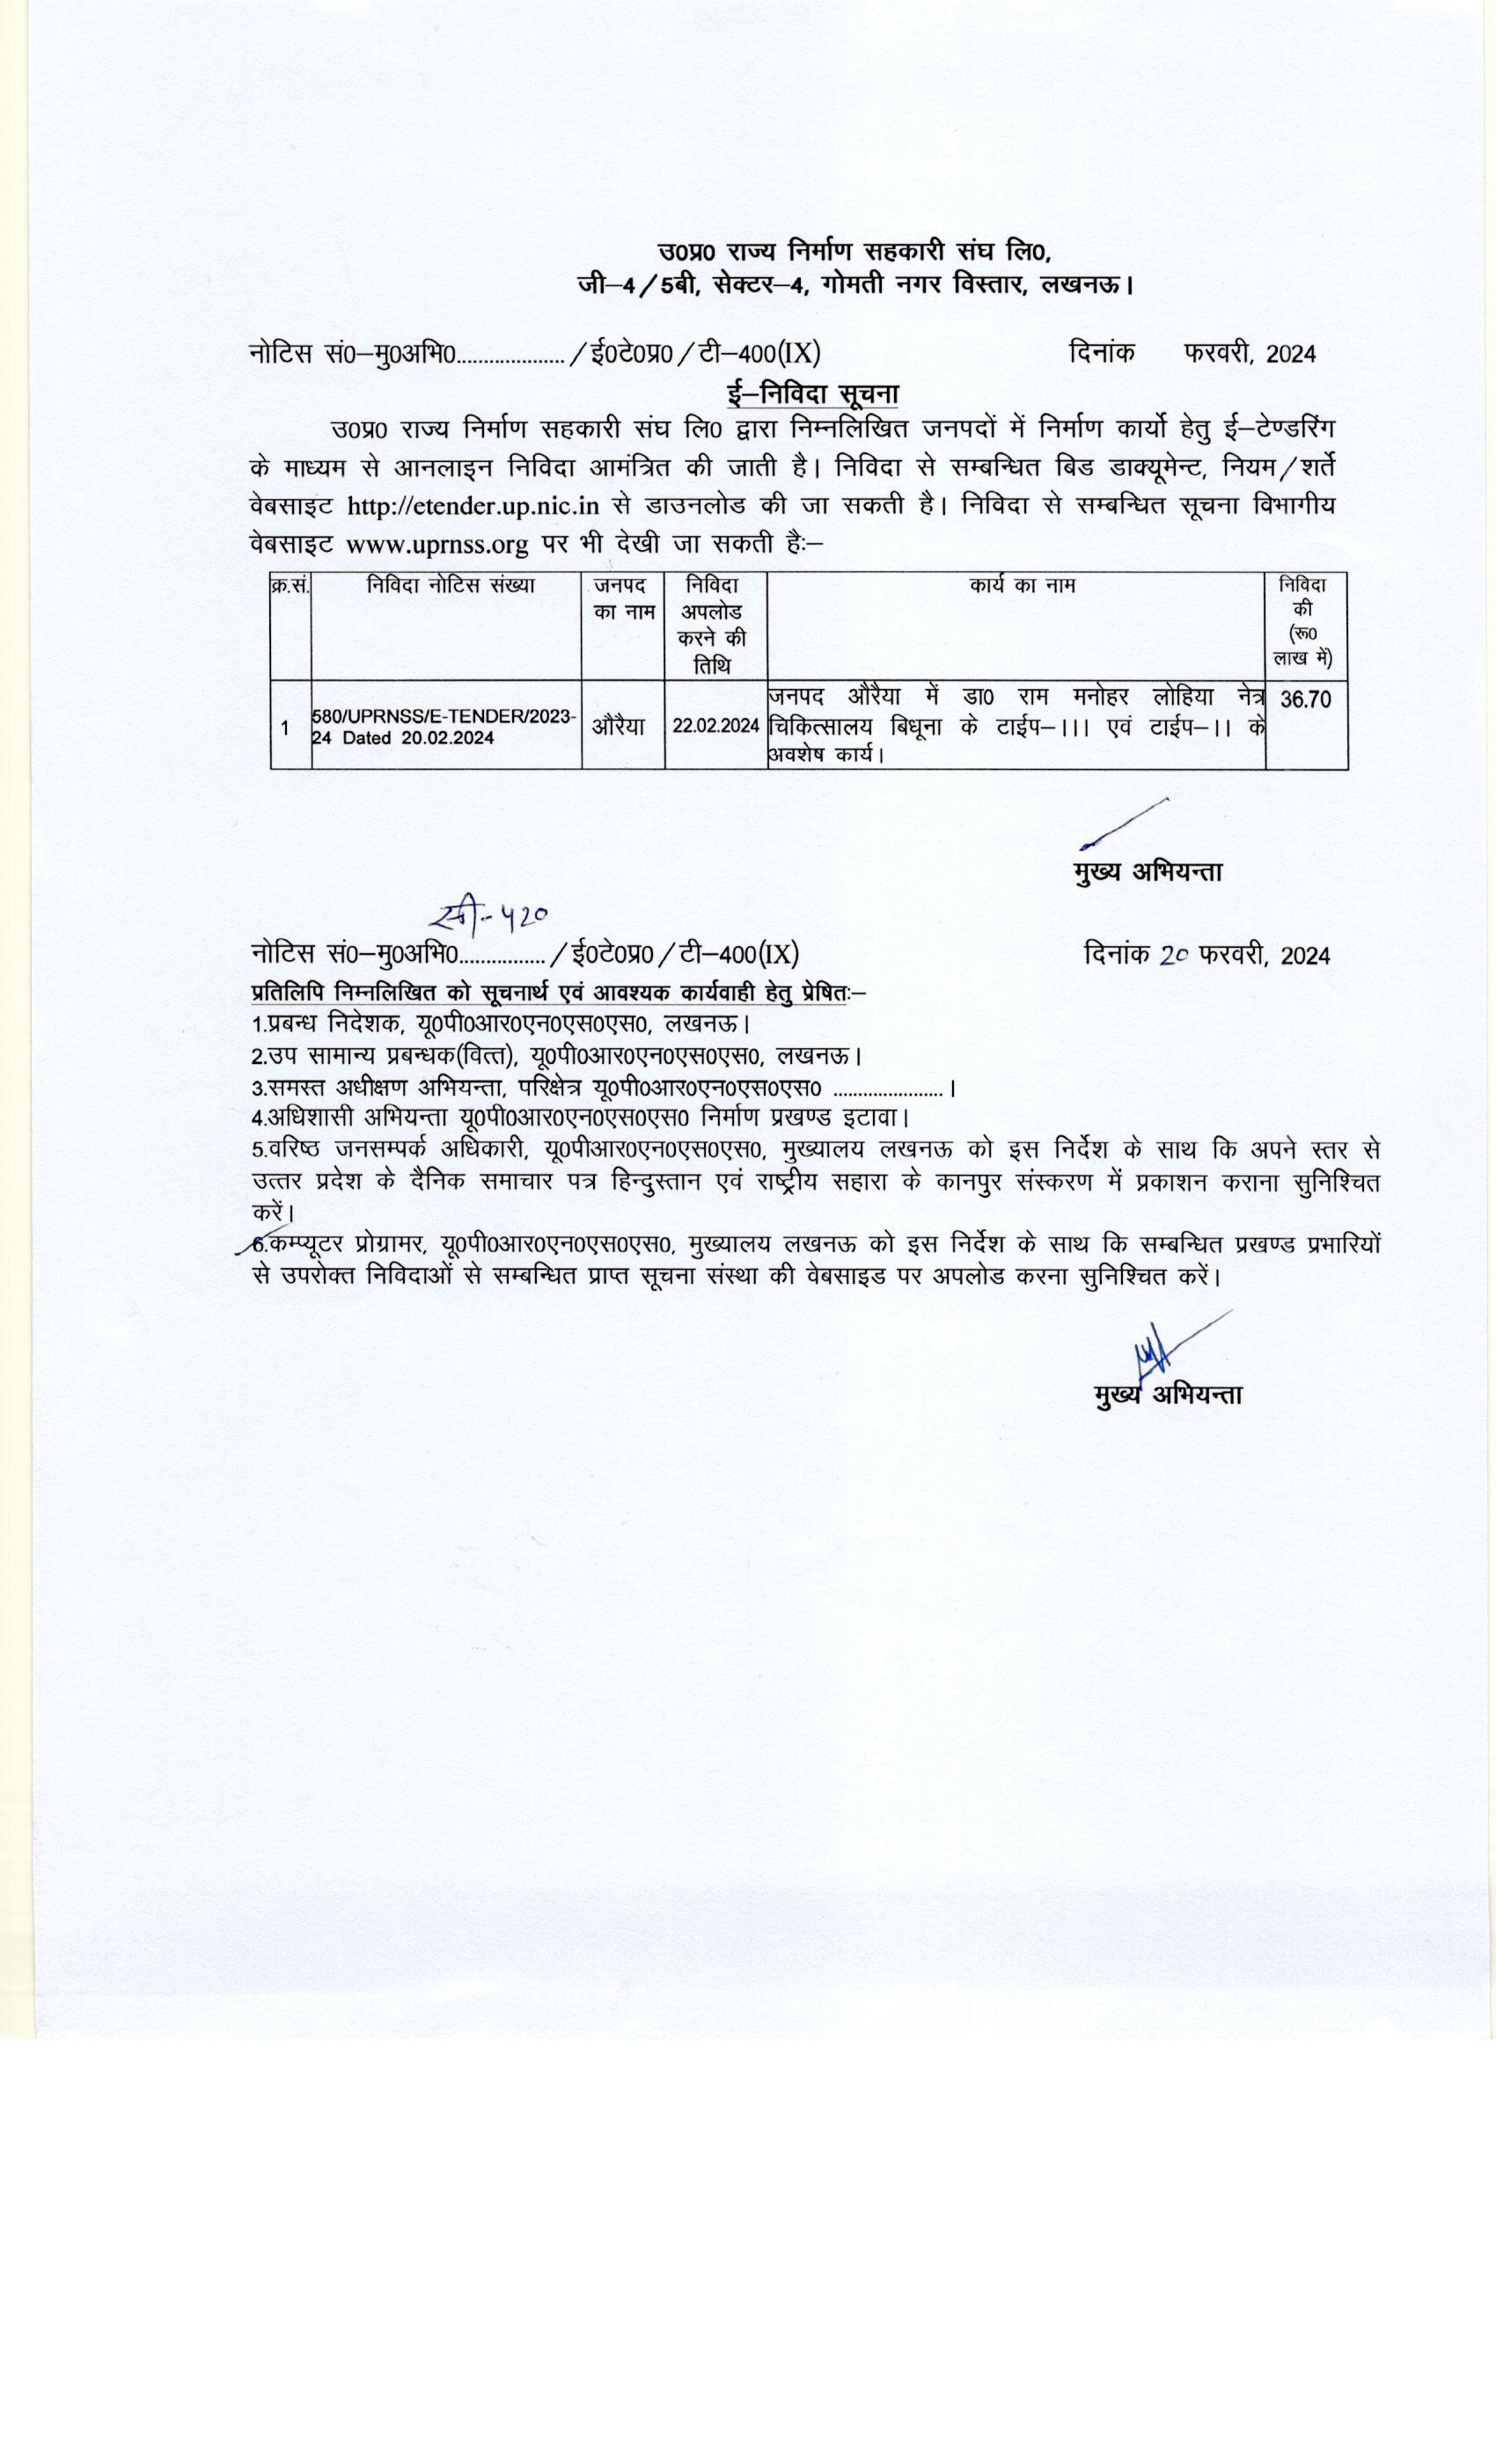 उ0प्र0 राज्य निर्माण सहकारी संघ लि0,
जी–4/5बी, सेक्टर–4, गोमती नगर विस्तार, लखनऊ।
नोटिस सं0–मु0अभि0.................... /ई0टे0प्र0/टी–400(IX) दिनांक फरवरी, 2024
ई–निविदा सूचना
उ0प्र0 राज्य निर्माण सहकारी संघ लि0 द्वारा निम्नलिखित जनपदों में निर्माण कार्यो हेतु ई–टेण्डरिंग
के माध्यम से आनलाइन निविदा आमंत्रित की जाती है। निविदा से सम्बन्धित बिड डाक्यूमेन्ट, नियम/शर्ते
वेबसाइट http://etender.up.nic.in से डाउनलोड की जा सकती है। निविदा से सम्बन्धित सूचना विभागीय
वेबसाइट www.uprnss.org पर भी देखी जा सकती हैः–
क्र.सं. निविदा नोटिस संख्या जनपद निविदा कार्य का नाम निविदा
का नाम अपलोड की
करने की (रू0
तिथि लाख में)
जनपद औरैया में डा0 राम मनोहर लोहिया नेत्र 36.70
1 580/UPRNSS/E-TENDER/2023- औरैया 22.02.2024 चिकित्सालय बिधूना के टाईप–।।। एवं टाईप–।। के
24 Dated 20.02.2024
अवशेष कार्य।
मुख्य अभियन्ता
सी-420
नोटिस सं0–मु0अभि0................ /ई0टे0प्र0/टी–400(IX) दिनांक 20 फरवरी, 2024
प्रतिलिपि निम्नलिखित को सूचनार्थ एवं आवश्यक कार्यवाही हेतु प्रेषितः–
1.प्रबन्ध निदेशक, यू0पी0आर0एन0एस0एस0, लखनऊ।
2.उप सामान्य प्रबन्धक(वित्त), यू0पी0आर0एन0एस0एस0, लखनऊ।
3.समस्त अधीक्षण अभियन्ता, परिक्षेत्र यू0पी0आर0एन0एस0एस0 ......................।
4.अधिशासी अभियन्ता यू0पी0आर0एन0एस0एस0 निर्माण प्रखण्ड इटावा।
5.वरिष्ठ जनसम्पर्क अधिकारी, यू0पीआर0एन0एस0एस0, मुख्यालय लखनऊ को इस निर्देश के साथ कि अपने स्तर से
उत्तर प्रदेश के दैनिक समाचार पत्र हिन्दुस्तान एवं राष्ट्रीय सहारा के कानपुर संस्करण में प्रकाशन कराना सुनिश्चित
करें।
6.कम्प्यूटर प्रोग्रामर, यू0पी0आर0एन0एस0एस0, मुख्यालय लखनऊ को इस निर्देश के साथ कि सम्बन्धित प्रखण्ड प्रभारियों
से उपरोक्त निविदाओं से सम्बन्धित प्राप्त सूचना संस्था की वेबसाइड पर अपलोड करना सुनिश्चित करें।
मुख्य अभियन्ता